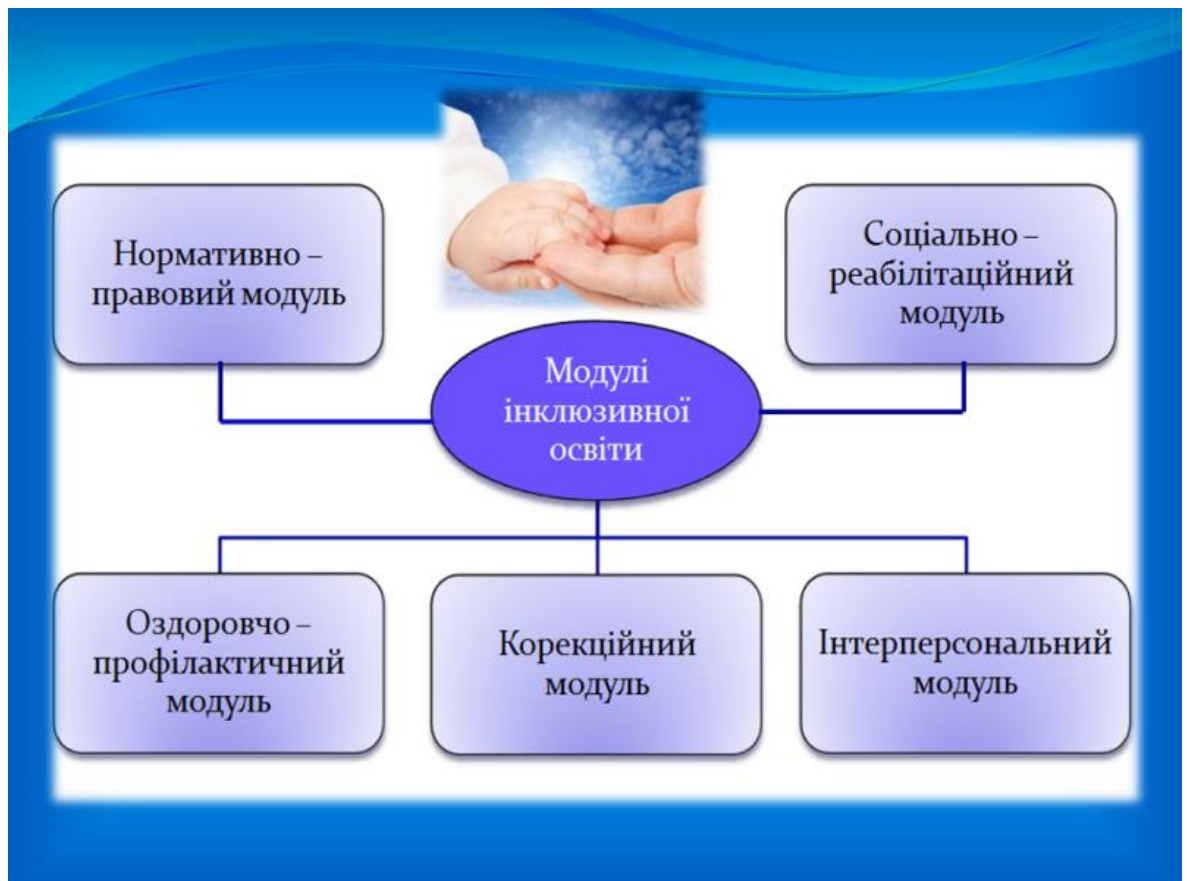 Нормативно –
правовий модуль
Соціально –
реабілітаційний
модуль
Модулі
інклюзивної
освіти
Оздоровчо –
профілактичний
модуль
Корекційний
модуль
Інтерперсональний
модуль